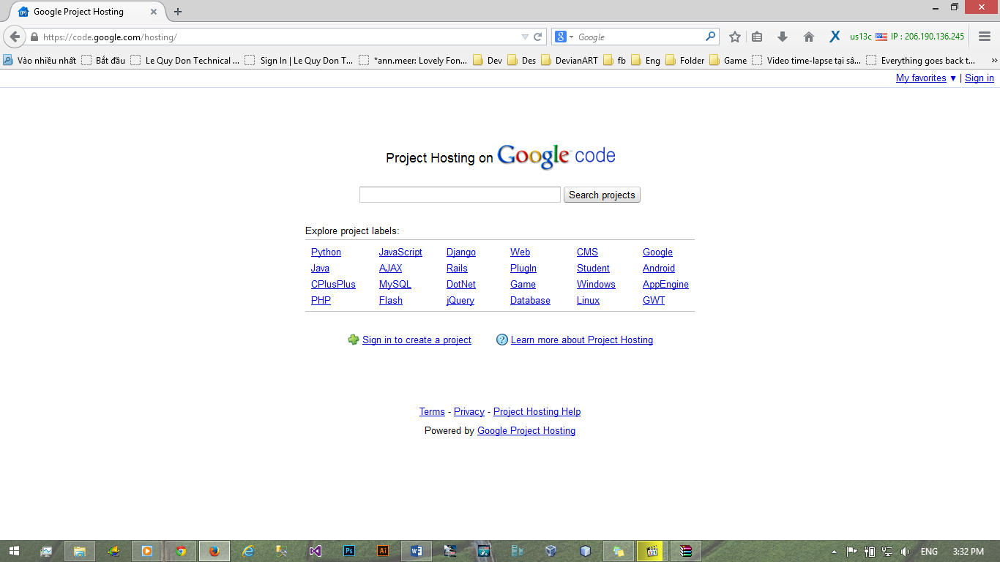 Google Project Hosting
https://code.google.com/hosting/
Google
us13c IP : 206.190.136.245
Vào nhiều nhất Bắt đầu Le Quy Don Technical ... Sign In | Le Quy Don T... *ann.meer: Lovely Fon... Dev Des DevianART fb Eng Folder Game Video time-lapse tại sâ... Everything goes back t... »
My favorites ▼ | Sign in
Project Hosting on Google™ code
Search projects
Explore project labels:
Python JavaScript Django Web CMS Google
Java AJAX Rails PlugIn Student Android
CPlusPlus MySQL DotNet Game Windows AppEngine
PHP Flash jQuery Database Linux GWT
Sign in to create a project Learn more about Project Hosting
Terms - Privacy - Project Hosting Help
Powered by Google Project Hosting
Ps Ai ENG 3:32 PM